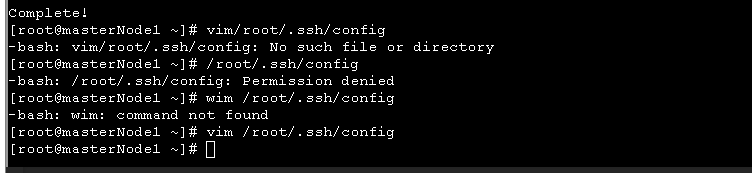 Complete!
[root@masterNode1 ~]# vim/root/.ssh/config
-bash: vim/root/.ssh/config: No such file or directory
[root@masterNode1 ~]# /root/.ssh/config
-bash: /root/.ssh/config: Permission denied
[root@masterNode1 ~]# wim /root/.ssh/config
-bash: wim: command not found
[root@masterNode1 ~]# vim /root/.ssh/config
[root@masterNode1 ~]#